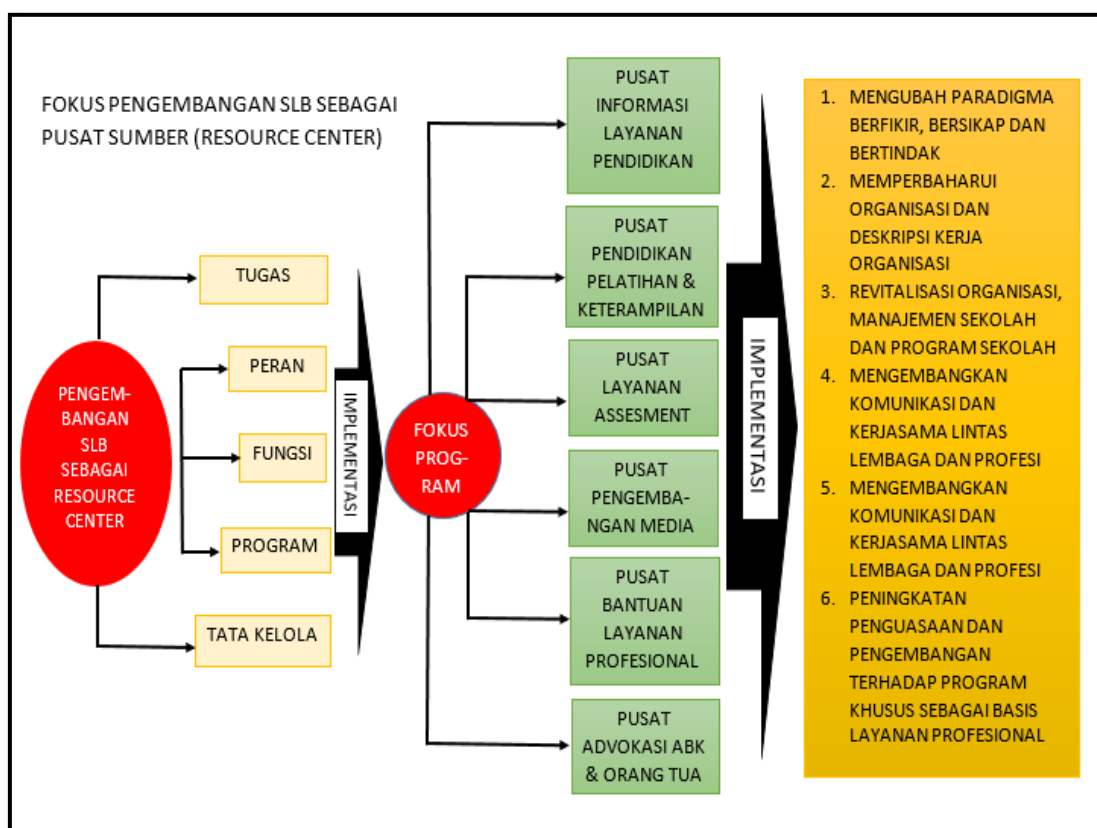 FOKUS PENGEMBANGAN SLB SEBAGAI
PUSAT SUMBER (RESOURCE CENTER)
PENGEM-
BANGAN
SLB
SEBAGAI
RESOURCE
CENTER
TUGAS
PERAN
FUNGSI
PROGRAM
TATA KELOLA
IMPLEMENTASI
FOKUS
PROG-
RAM
PUSAT
INFORMASI
LAYANAN
PENDIDIKAN
PUSAT
PENDIDIKAN
PELATIHAN &
KETERAMPILAN
PUSAT
LAYANAN
ASSESMENT
PUSAT
PENGEMBA-
NGAN MEDIA
PUSAT
BANTUAN
LAYANAN
PROFESIONAL
PUSAT
ADVOKASI ABK
& ORANG TUA
IMPLEMENTASI
1. MENGUBAH PARADIGMA
BERFIKIR, BERSIKAP DAN
BERTINDAK
2. MEMPERBAHARUI
ORGANISASI DAN
DESKRIPSI KERJA
ORGANISASI
3. REVITALISASI ORGANISASI,
MANAJEMEN SEKOLAH
DAN PROGRAM SEKOLAH
4. MENGEMBANGKAN
KOMUNIKASI DAN
KERJASAMA LINTAS
LEMBAGA DAN PROFESI
5. MENGEMBANGKAN
KOMUNIKASI DAN
KERJASAMA LINTAS
LEMBAGA DAN PROFESI
6. PENINGKATAN
PENGUASAAN DAN
PENGEMBANGAN
TERHADAP PROGRAM
KHUSUS SEBAGAI BASIS
LAYANAN PROFESIONAL